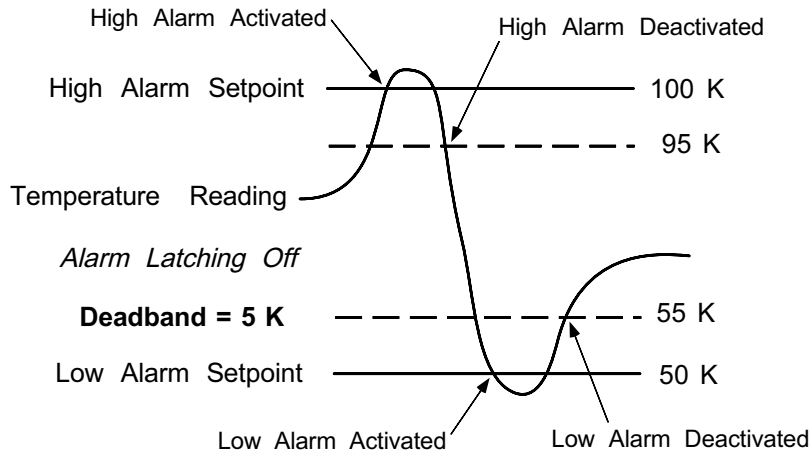 High Alarm Activated
High Alarm Deactivated
High Alarm Setpoint
100 K
95 K
Temperature Reading
Alarm Latching Off
Deadband = 5 K
55 K
Low Alarm Setpoint
50 K
Low Alarm Activated
Low Alarm Deactivated